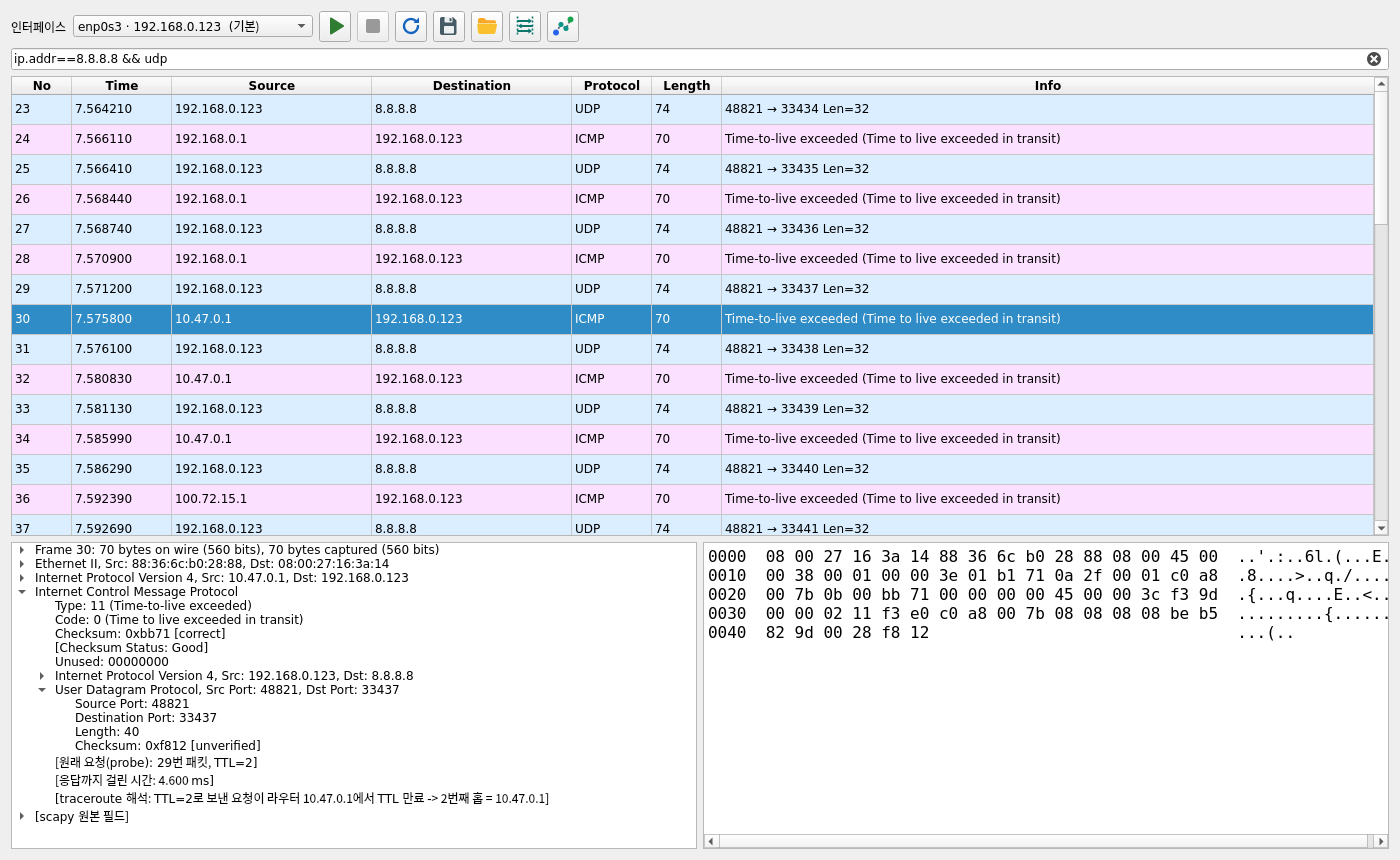 인터페이스 enp0s3 · 192.168.0.123 (기본)
ip.addr==8.8.8.8 && udp
No Time Source Destination Protocol Length Info
23 7.564210 192.168.0.123 8.8.8.8 UDP 74 48821 → 33434 Len=32
24 7.566110 192.168.0.1 192.168.0.123 ICMP 70 Time-to-live exceeded (Time to live exceeded in transit)
25 7.566410 192.168.0.123 8.8.8.8 UDP 74 48821 → 33435 Len=32
26 7.568440 192.168.0.1 192.168.0.123 ICMP 70 Time-to-live exceeded (Time to live exceeded in transit)
27 7.568740 192.168.0.123 8.8.8.8 UDP 74 48821 → 33436 Len=32
28 7.570900 192.168.0.1 192.168.0.123 ICMP 70 Time-to-live exceeded (Time to live exceeded in transit)
29 7.571200 192.168.0.123 8.8.8.8 UDP 74 48821 → 33437 Len=32
30 7.575800 10.47.0.1 192.168.0.123 ICMP 70 Time-to-live exceeded (Time to live exceeded in transit)
31 7.576100 192.168.0.123 8.8.8.8 UDP 74 48821 → 33438 Len=32
32 7.580830 10.47.0.1 192.168.0.123 ICMP 70 Time-to-live exceeded (Time to live exceeded in transit)
33 7.581130 192.168.0.123 8.8.8.8 UDP 74 48821 → 33439 Len=32
34 7.585990 10.47.0.1 192.168.0.123 ICMP 70 Time-to-live exceeded (Time to live exceeded in transit)
35 7.586290 192.168.0.123 8.8.8.8 UDP 74 48821 → 33440 Len=32
36 7.592390 100.72.15.1 192.168.0.123 ICMP 70 Time-to-live exceeded (Time to live exceeded in transit)
37 7.592690 192.168.0.123 8.8.8.8 UDP 74 48821 → 33441 Len=32
Frame 30: 70 bytes on wire (560 bits), 70 bytes captured (560 bits)
Ethernet II, Src: 88:36:6c:b0:28:88, Dst: 08:00:27:16:3a:14
Internet Protocol Version 4, Src: 10.47.0.1, Dst: 192.168.0.123
Internet Control Message Protocol
Type: 11 (Time-to-live exceeded)
Code: 0 (Time to live exceeded in transit)
Checksum: 0xbb71 [correct]
[Checksum Status: Good]
Unused: 00000000
Internet Protocol Version 4, Src: 192.168.0.123, Dst: 8.8.8.8
User Datagram Protocol, Src Port: 48821, Dst Port: 33437
Source Port: 48821
Destination Port: 33437
Length: 40
Checksum: 0xf812 [unverified]
[원래 요청(probe): 29번 패킷, TTL=2]
[응답까지 걸린 시간: 4.600 ms]
[traceroute 해석: TTL=2로 보낸 요청이 라우터 10.47.0.1에서 TTL 만료 -> 2번째 홉 = 10.47.0.1]
[scapy 원본 필드]
0000 08 00 27 16 3a 14 88 36 6c b0 28 88 08 00 45 00 ..'.:..6l.(...E.
0010 00 38 00 01 00 00 3e 01 b1 71 0a 2f 00 01 c0 a8 .8....>..q./....
0020 00 7b 0b 00 bb 71 00 00 00 00 45 00 00 3c f3 9d .{...q....E..<..
0030 00 00 02 11 f3 e0 c0 a8 00 7b 08 08 08 08 be b5 .........{......
0040 82 9d 00 28 f8 12 ...(..